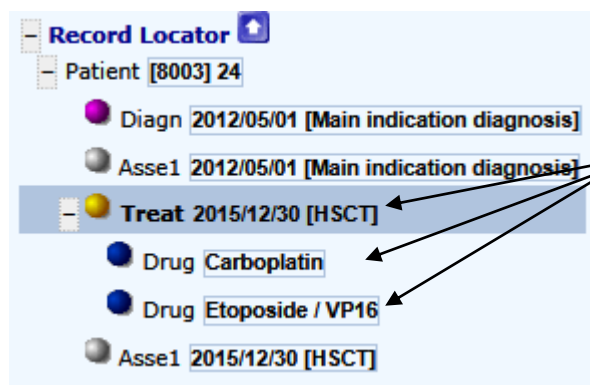 Record Locator
Patient [8003] 24
Diagn 2012/05/01 [Main indication diagnosis]
Asse1 2012/05/01 [Main indication diagnosis]
Treat 2015/12/30 [HSCT]
Drug Carboplatin
Drug Etoposide / VP16
Asse1 2015/12/30 [HSCT]